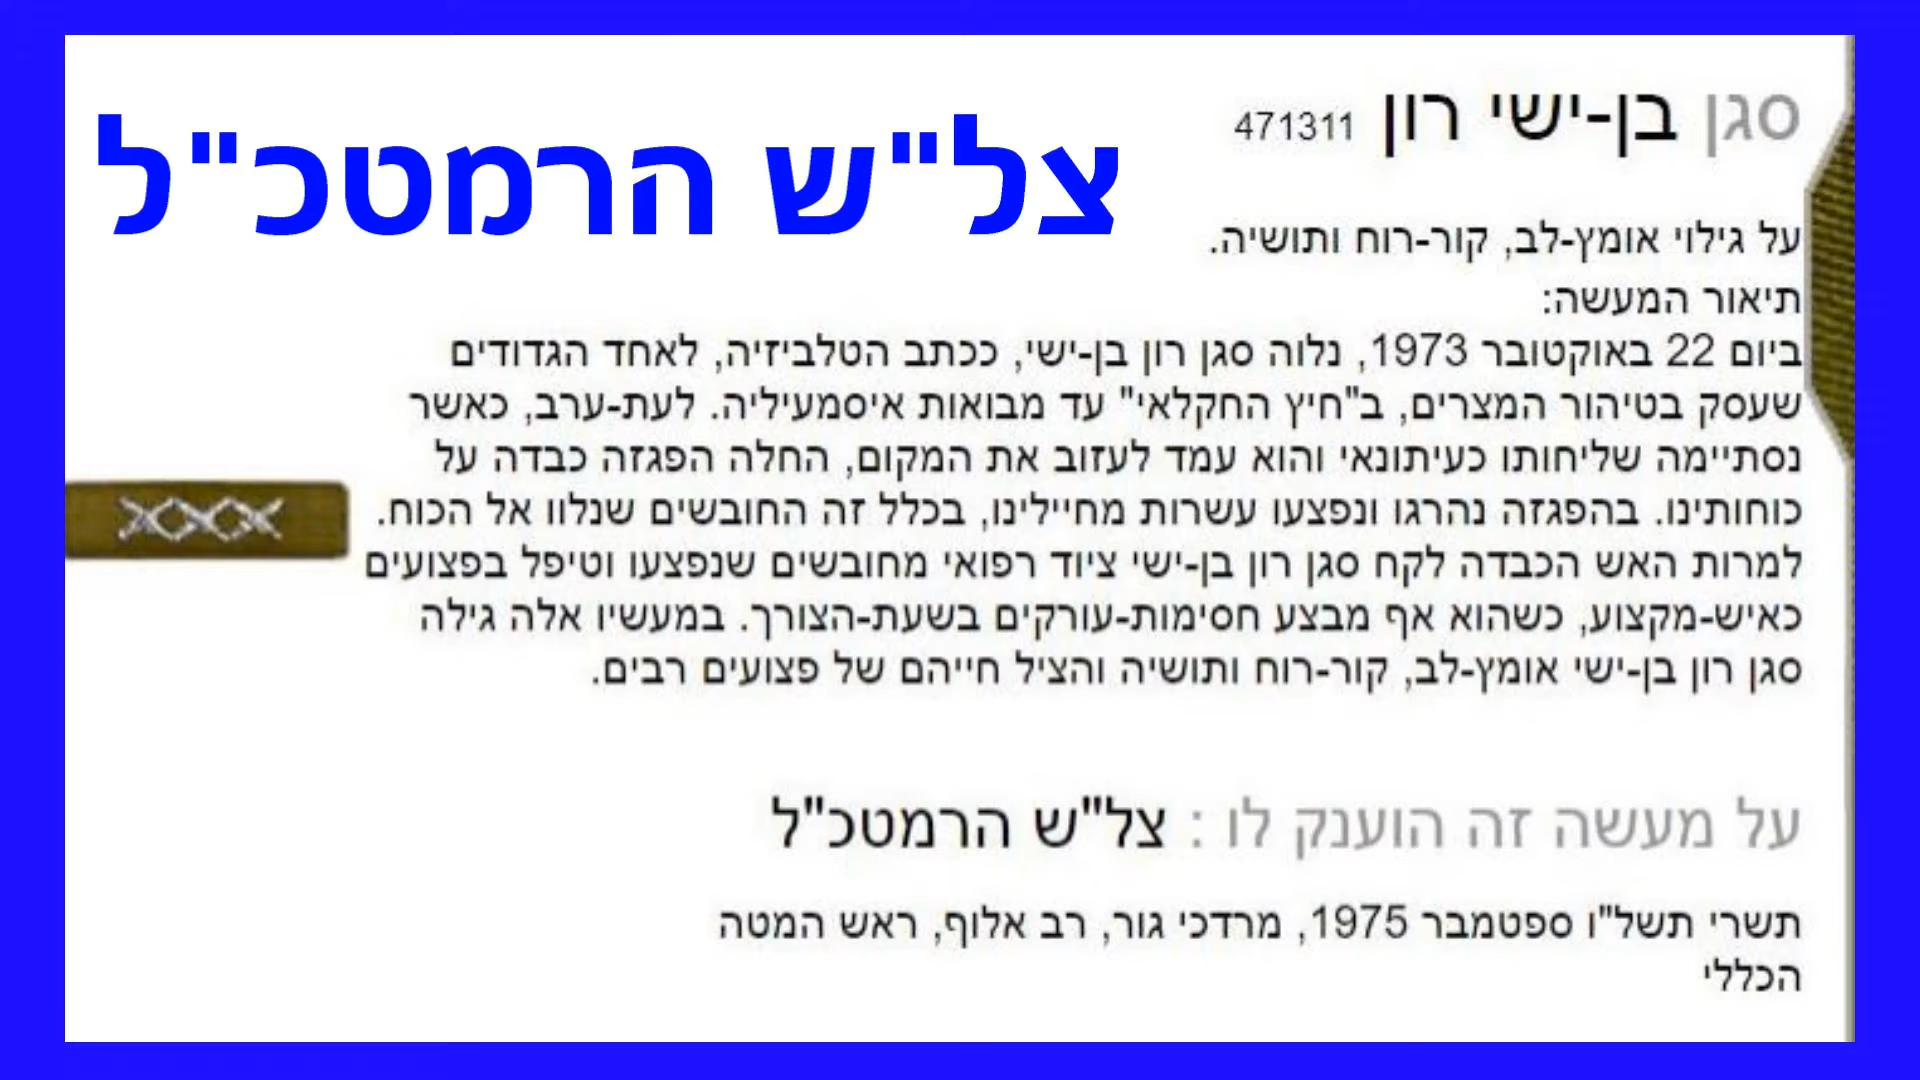 סגן בן-ישי רון 471311
צל"ש הרמטכ"ל
על גילוי אומץ-לב, קור-רוח ותושיה.
תיאור המעשה:
ביום 22 באוקטובר 1973, נלוה סגן רון בן-ישי, ככתב הטלביזיה, לאחד הגדודים
שעסק בטיהור המצרים, ב"חיץ החקלאי" עד מבואות איסמעיליה. לעת-ערב, כאשר
נסתיימה שליחותו כעיתונאי והוא עמד לעזוב את המקום, החלה הפגזה כבדה על
כוחותינו. בהפגזה נהרגו ונפצעו עשרות מחיילינו, בכלל זה החובשים שנלוו אל הכוח.
למרות האש הכבדה לקח סגן רון בן-ישי ציוד רפואי מחובשים שנפצעו וטיפל בפצועים
כאיש-מקצוע, כשהוא אף מבצע חסימות-עורקים בשעת-הצורך. במעשיו אלה גילה
סגן רון בן-ישי אומץ-לב, קור-רוח ותושיה והציל חייהם של פצועים רבים.
על מעשה זה הוענק לו : צל"ש הרמטכ"ל
תשרי תשל"ו ספטמבר 1975, מרדכי גור, רב אלוף, ראש המטה
הכללי